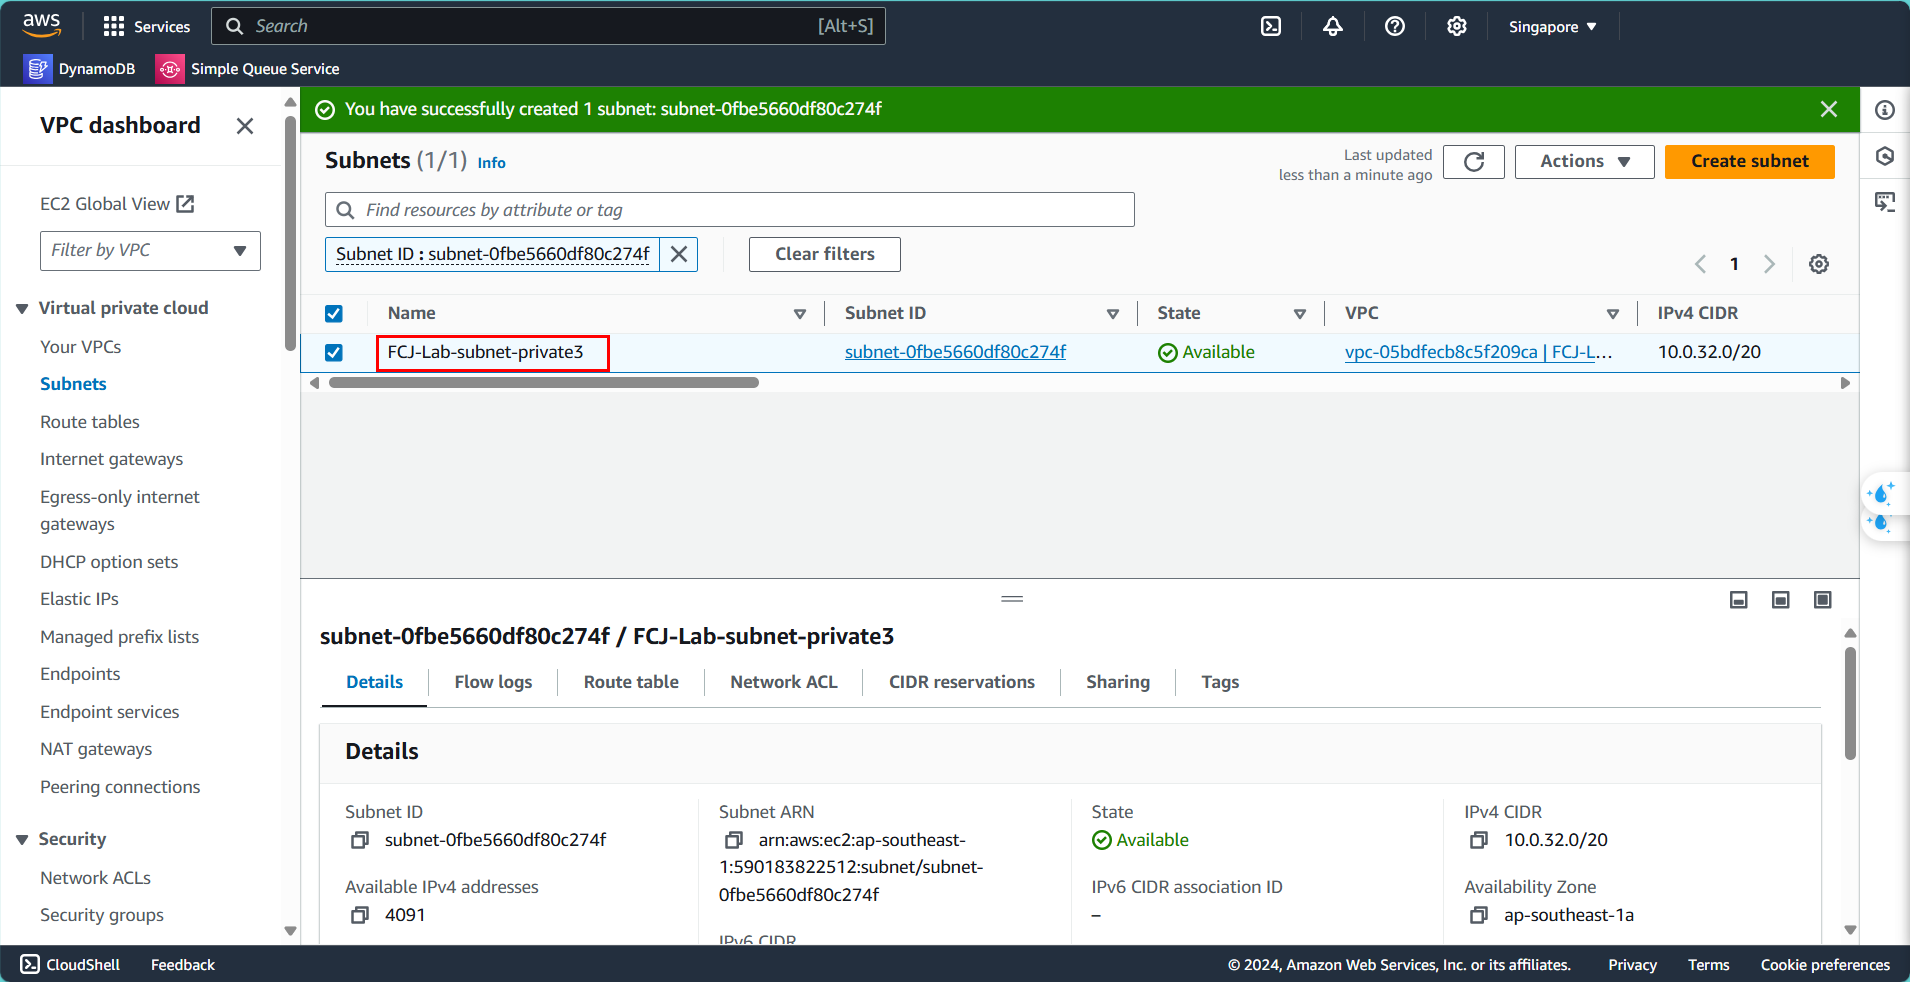 aws
Services
Search
[Alt+S]
Singapore
DynamoDB
Simple Queue Service
VPC dashboard
EC2 Global View
Filter by VPC
Virtual private cloud
Your VPCs
Subnets
Route tables
Internet gateways
Egress-only internet
gateways
DHCP option sets
Elastic IPs
Managed prefix lists
Endpoints
Endpoint services
NAT gateways
Peering connections
Security
Network ACLs
Security groups
You have successfully created 1 subnet: subnet-0fbe5660df80c274f
Subnets (1/1) Info
Last updated
less than a minute ago
Actions
Create subnet
Find resources by attribute or tag
Subnet ID : subnet-0fbe5660df80c274f
Clear filters
1
Name Subnet ID State VPC IPv4 CIDR
FCJ-Lab-subnet-private3 subnet-0fbe5660df80c274f Available vpc-05bdfecb8c5f209ca | FCJ-L... 10.0.32.0/20
subnet-0fbe5660df80c274f / FCJ-Lab-subnet-private3
Details Flow logs Route table Network ACL CIDR reservations Sharing Tags
Details
Subnet ID
subnet-0fbe5660df80c274f
Available IPv4 addresses
4091
Subnet ARN
arn:aws:ec2:ap-southeast-
1:590183822512:subnet/subnet-
0fbe5660df80c274f
IPv6 CIDR
State
Available
IPv6 CIDR association ID
–
IPv4 CIDR
10.0.32.0/20
Availability Zone
ap-southeast-1a
CloudShell
Feedback
© 2024, Amazon Web Services, Inc. or its affiliates.
Privacy
Terms
Cookie preferences